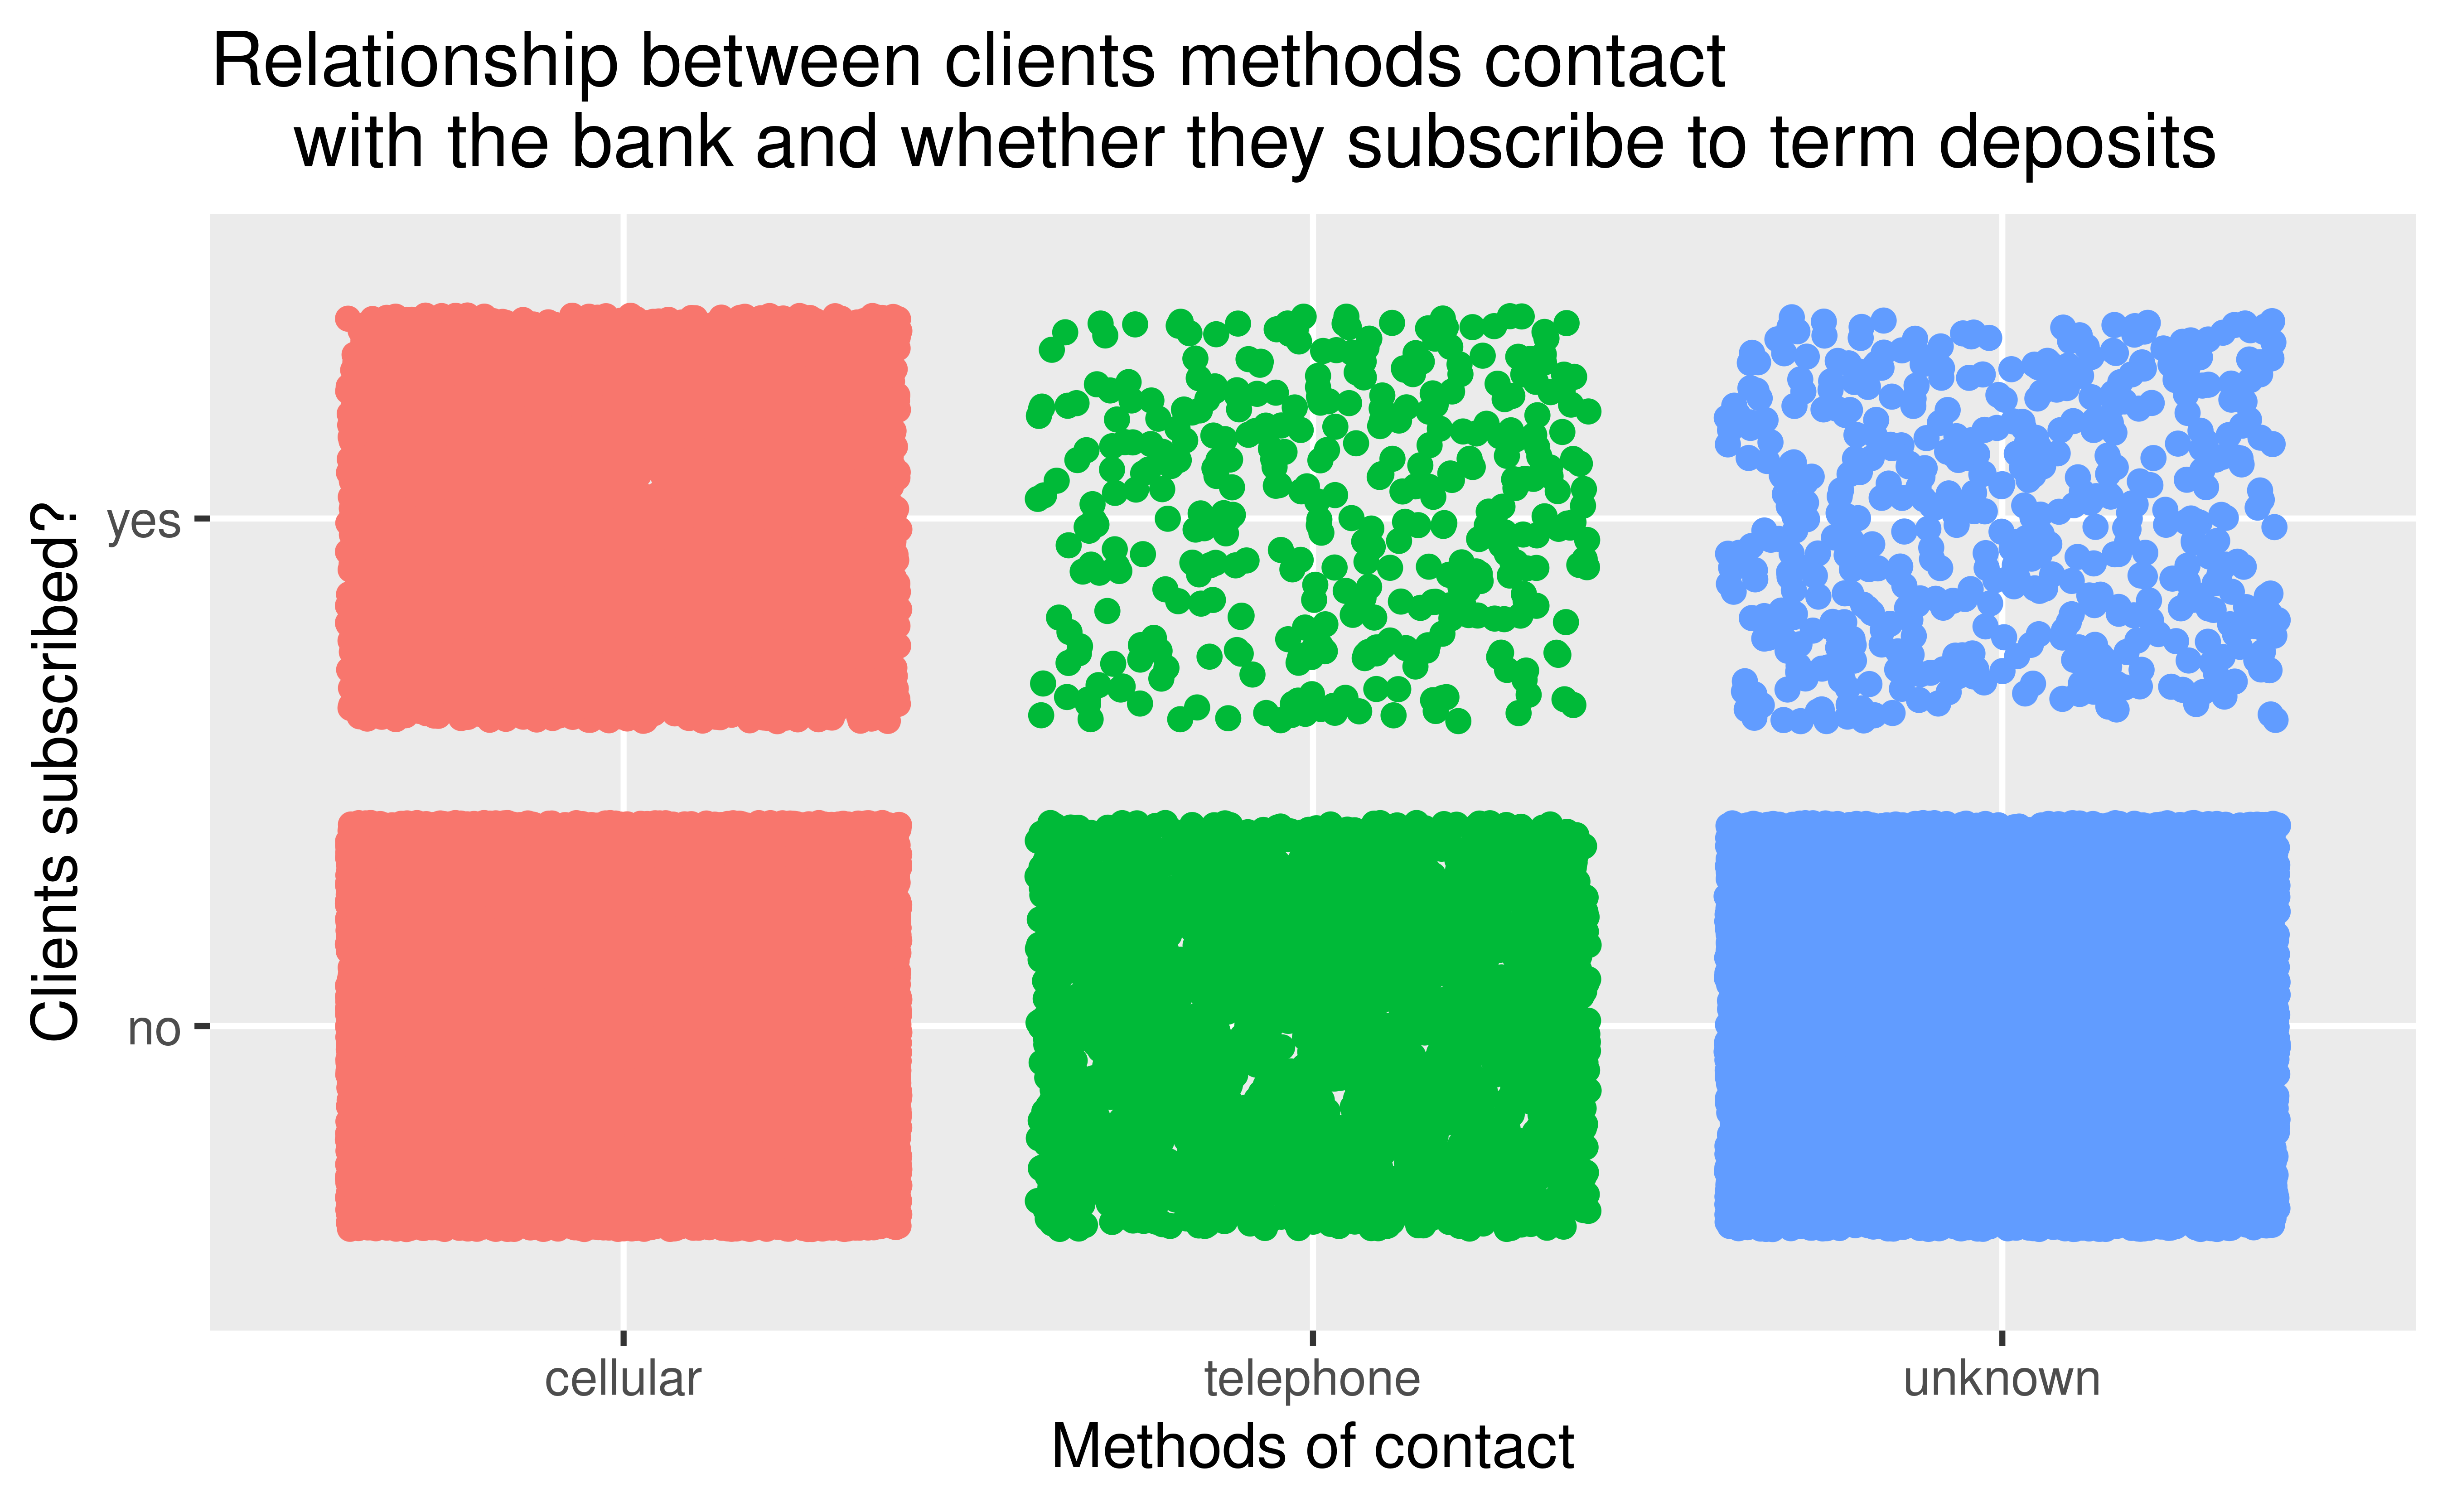 Relationship between clients methods contact
with the bank and whether they subscribe to term deposits
Clients subscribed?
yes
no
cellular
telephone
unknown
Methods of contact